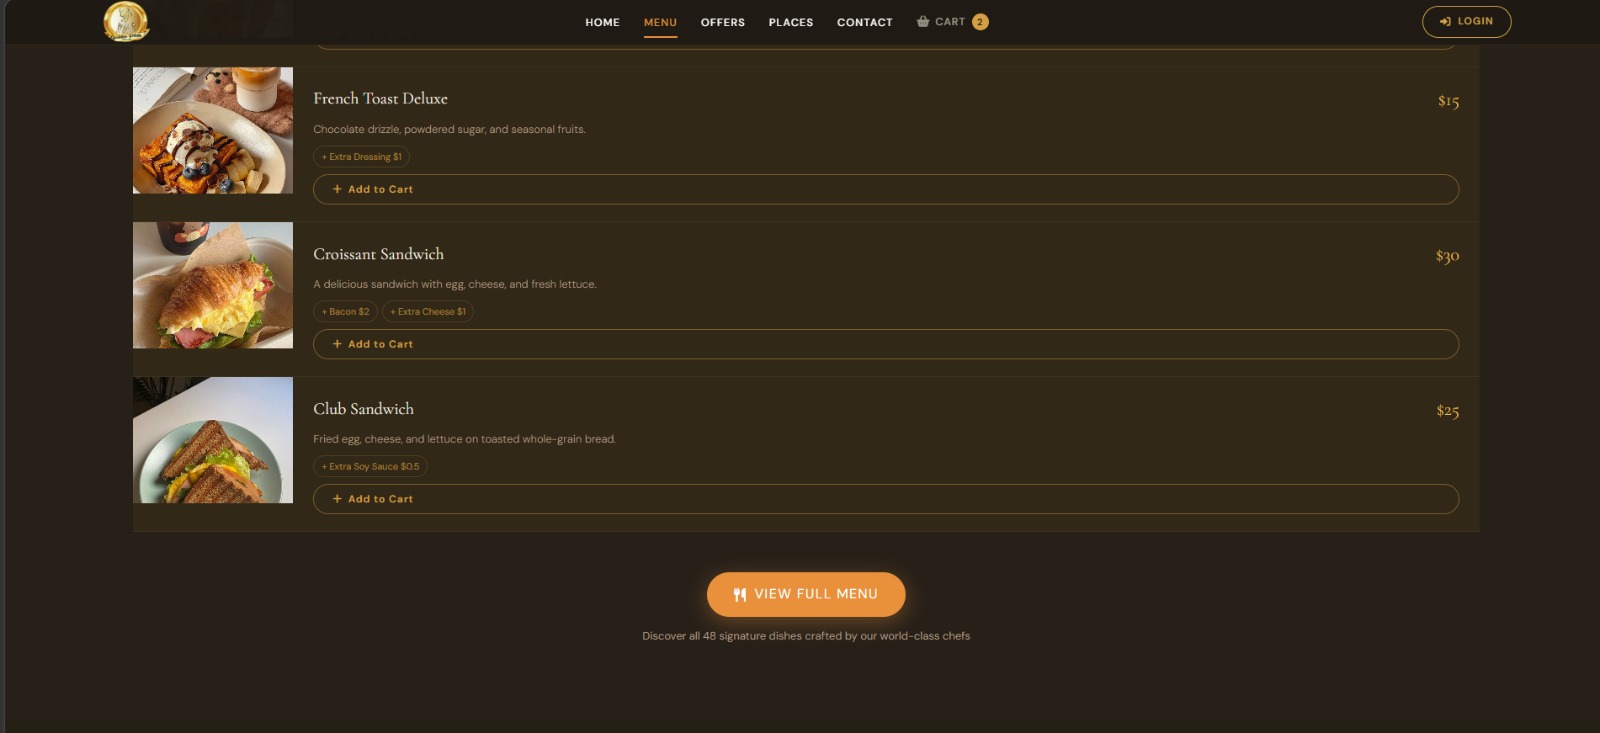 HOME MENU OFFERS PLACES CONTACT CART 2 LOGIN
French Toast Deluxe $15
Chocolate drizzle, powdered sugar, and seasonal fruits.
+ Extra Dressing $1
+ Add to Cart
Croissant Sandwich $30
A delicious sandwich with egg, cheese, and fresh lettuce.
+ Bacon $2 + Extra Cheese $1
+ Add to Cart
Club Sandwich $25
Fried egg, cheese, and lettuce on toasted whole-grain bread.
+ Extra Soy Sauce $0.5
+ Add to Cart
VIEW FULL MENU
Discover all 48 signature dishes crafted by our world-class chefs